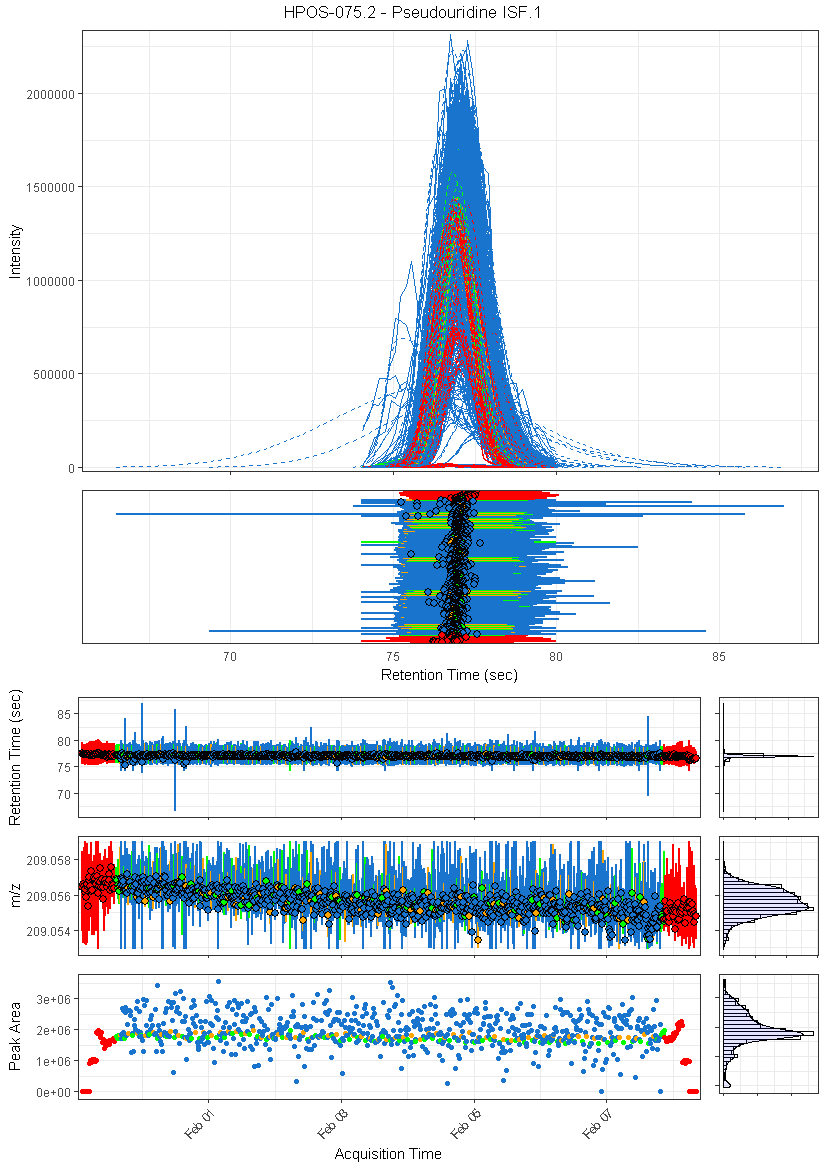 HPOS-075.2 - Pseudouridine ISF.1
Intensity
2000000
1500000
1000000
500000
0
70
75
80
85
Retention Time (sec)
Retention Time (sec)
85
80
75
70
m/z
209.058
209.056
209.054
Peak Area
3e+06
2e+06
1e+06
0e+00
Feb 01
Feb 03
Feb 05
Feb 07
Acquisition Time